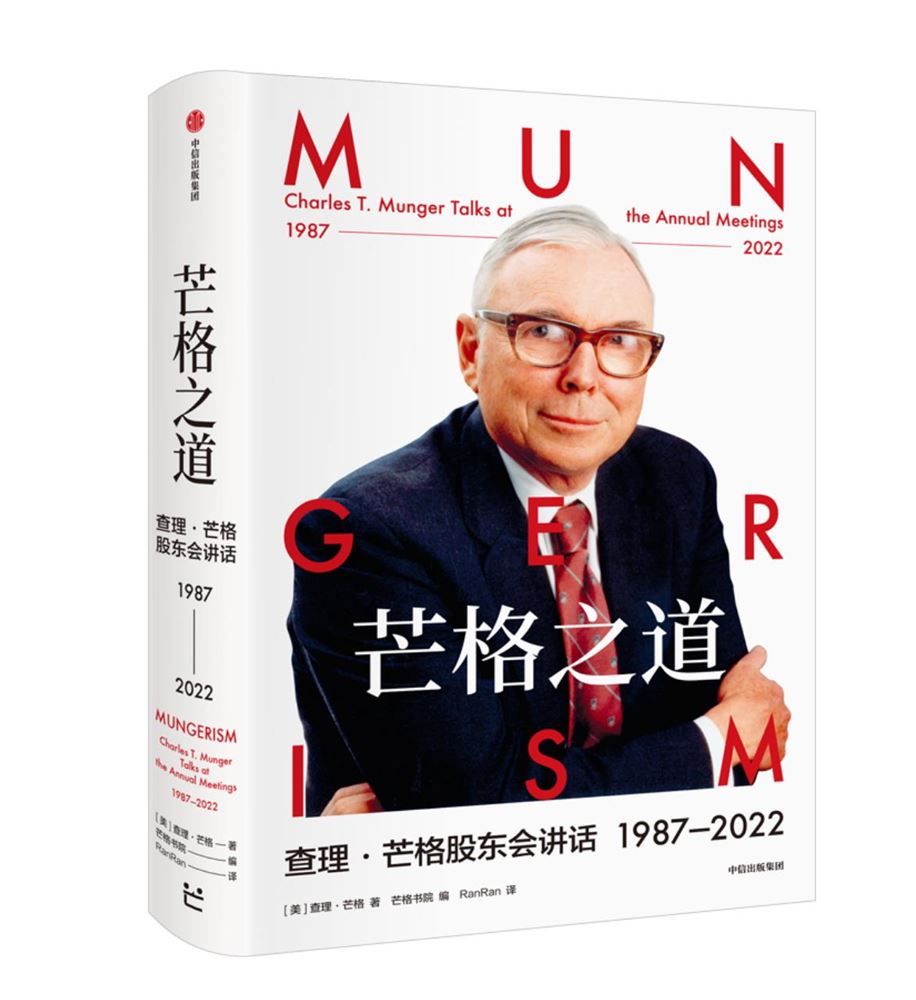 中信出版集团
芒格之道
查理·芒格
股东会讲话
1987
2022
MUNGERISM
Charles T. Munger
Talks at
the Annual Meetings
1987–2022
[美]查理·芒格 著
芒格书院 编
RanRan 译
M U N
Charles T. Munger Talks at the Annual Meetings
1987 2022
G E R
芒格之道
I S M
查理·芒格股东会讲话 1987–2022
中信出版集团
[美]查理·芒格 著 芒格书院 编 RanRan 译